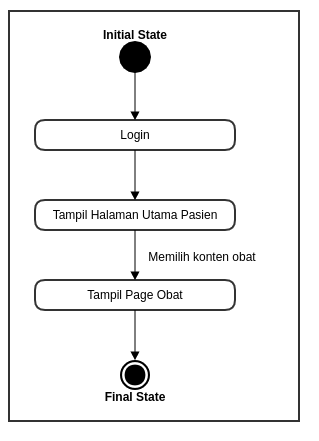 Initial State
Login
Tampil Halaman Utama Pasien
Memilih konten obat
Tampil Page Obat
Final State